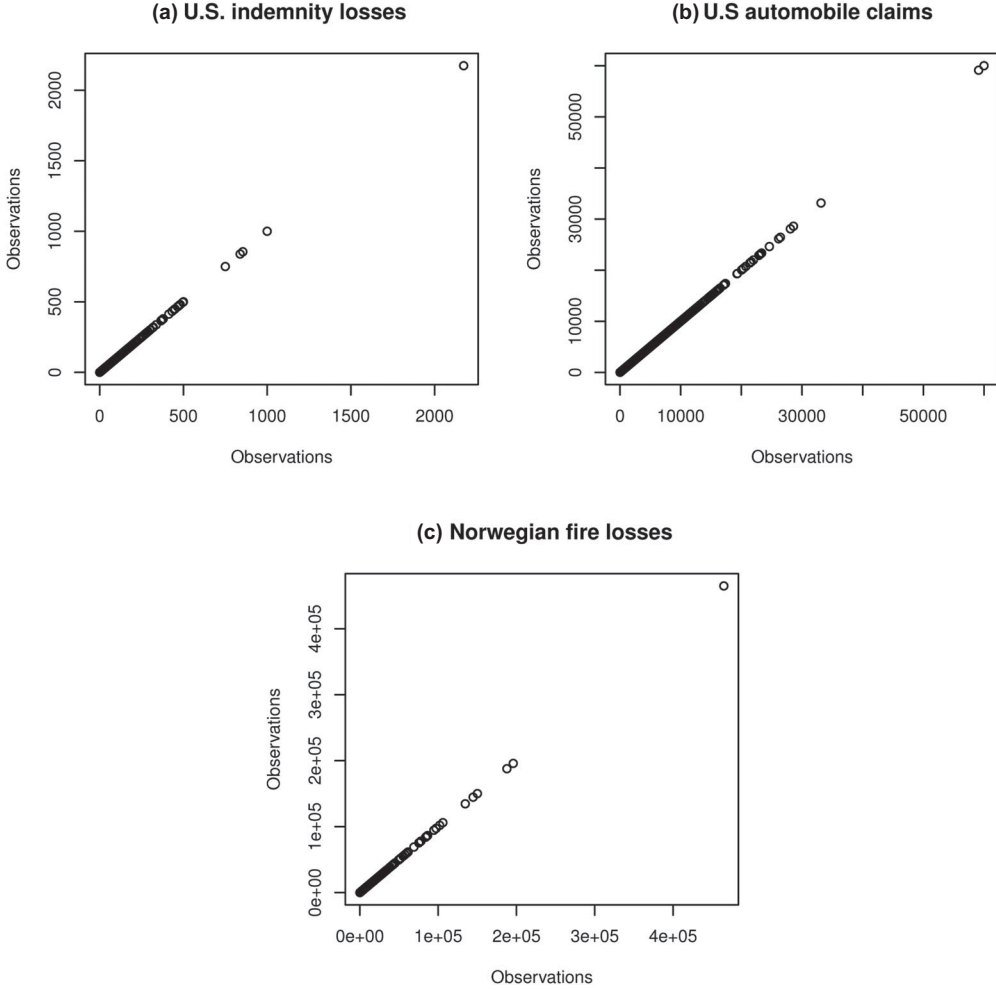 (a) U.S. indemnity losses
Observations
2000
1500
1000
500
0
0 500 1000 1500 2000
Observations
(b) U.S automobile claims
Observations
50000
30000
10000
0
0 10000 30000 50000
Observations
(c) Norwegian fire losses
Observations
4e+05
3e+05
2e+05
1e+05
0e+00
0e+00 1e+05 2e+05 3e+05 4e+05
Observations